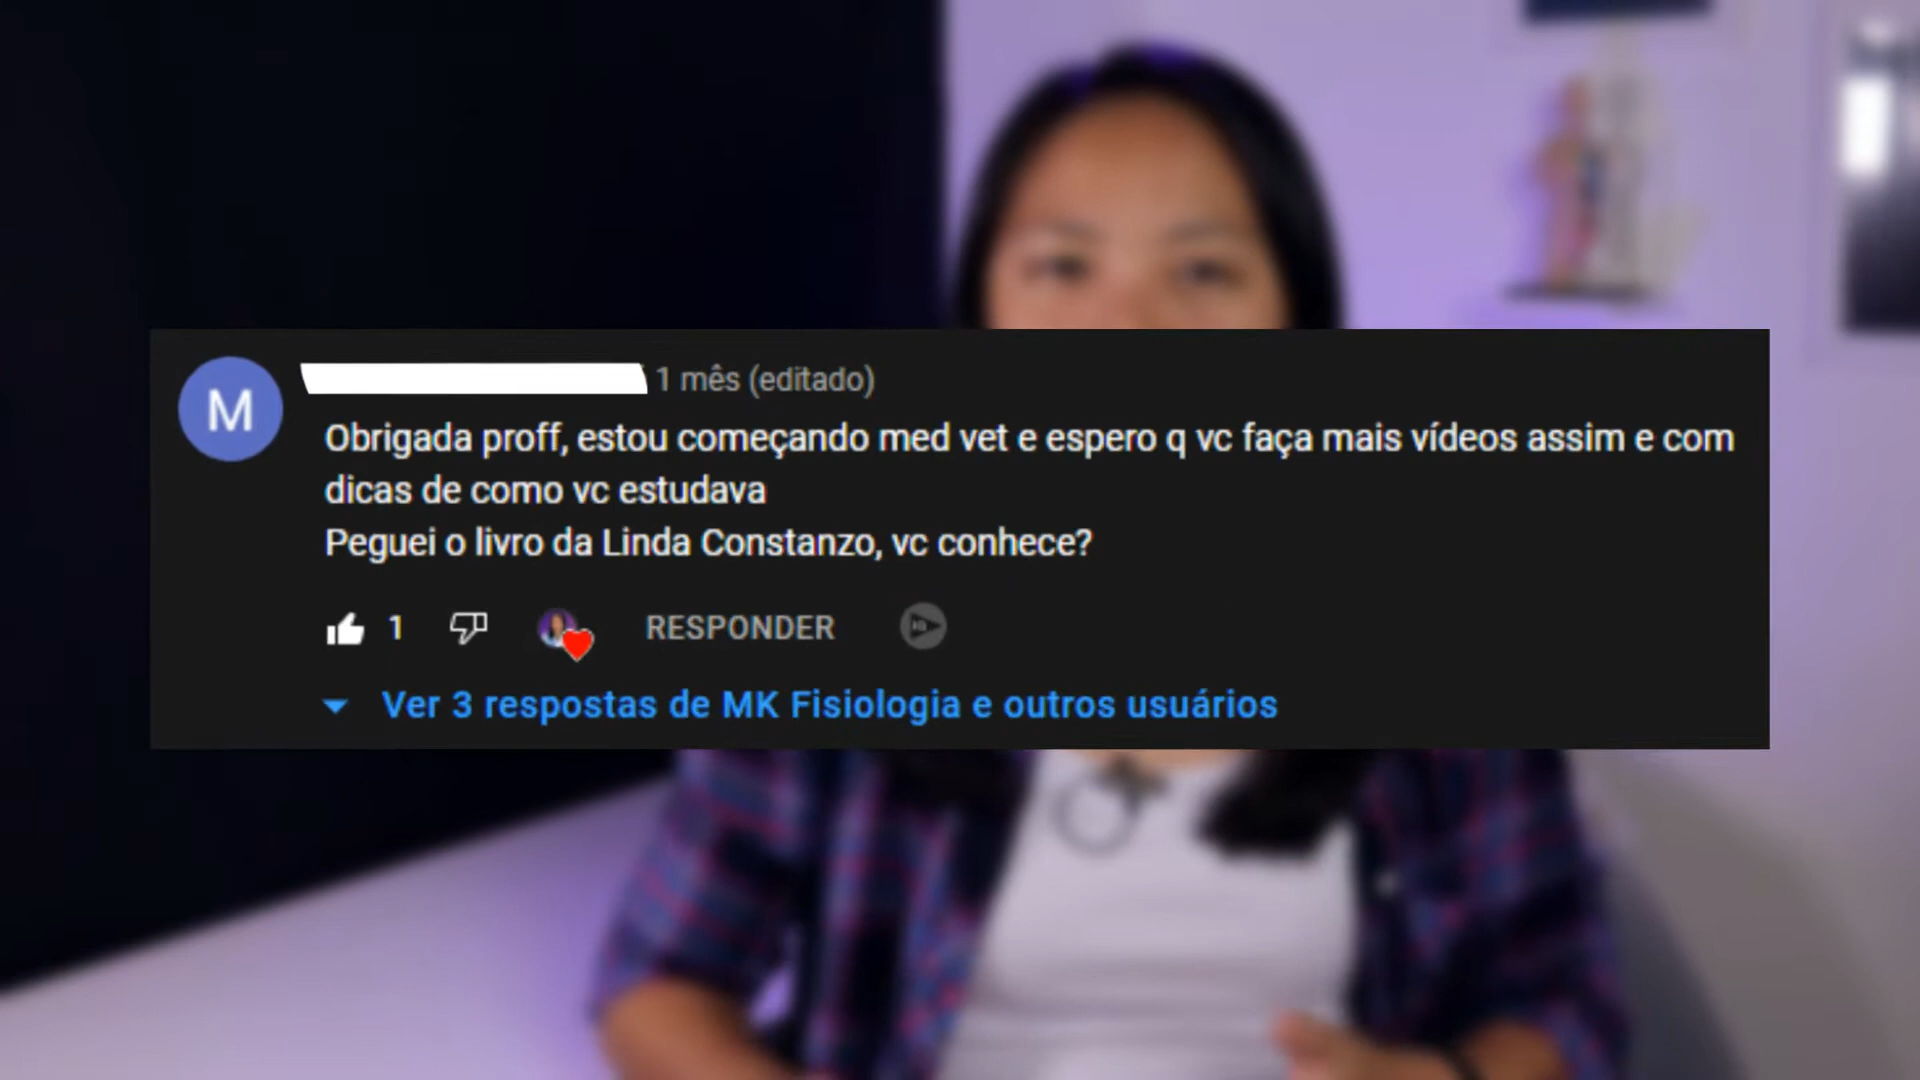 M
1 mês (editado)
Obrigada proff, estou começando med vet e espero q vc faça mais vídeos assim e com
dicas de como vc estudava
Peguei o livro da Linda Constanzo, vc conhece?
1
RESPONDER
Ver 3 respostas de MK Fisiologia e outros usuários